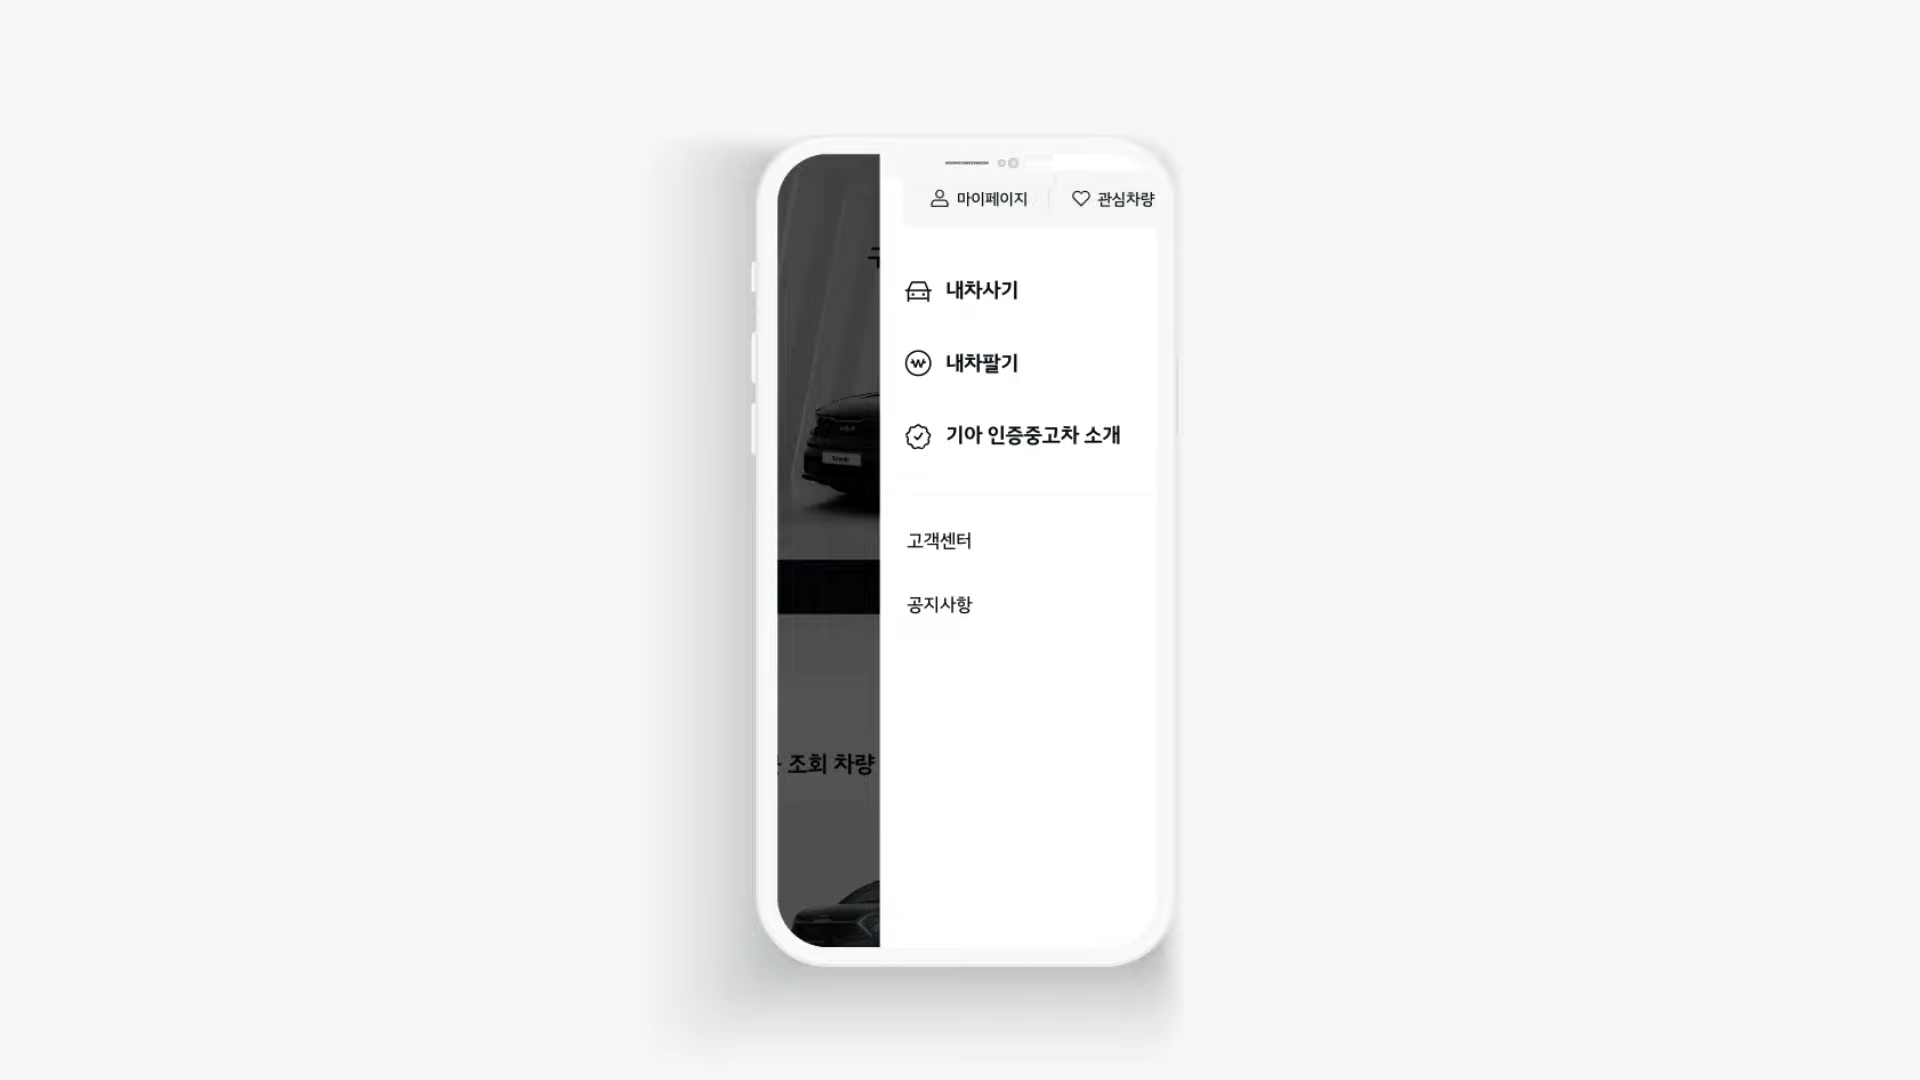 마이페이지
관심차량
내차사기
내차팔기
기아 인증중고차 소개
고객센터
공지사항
조회 차량